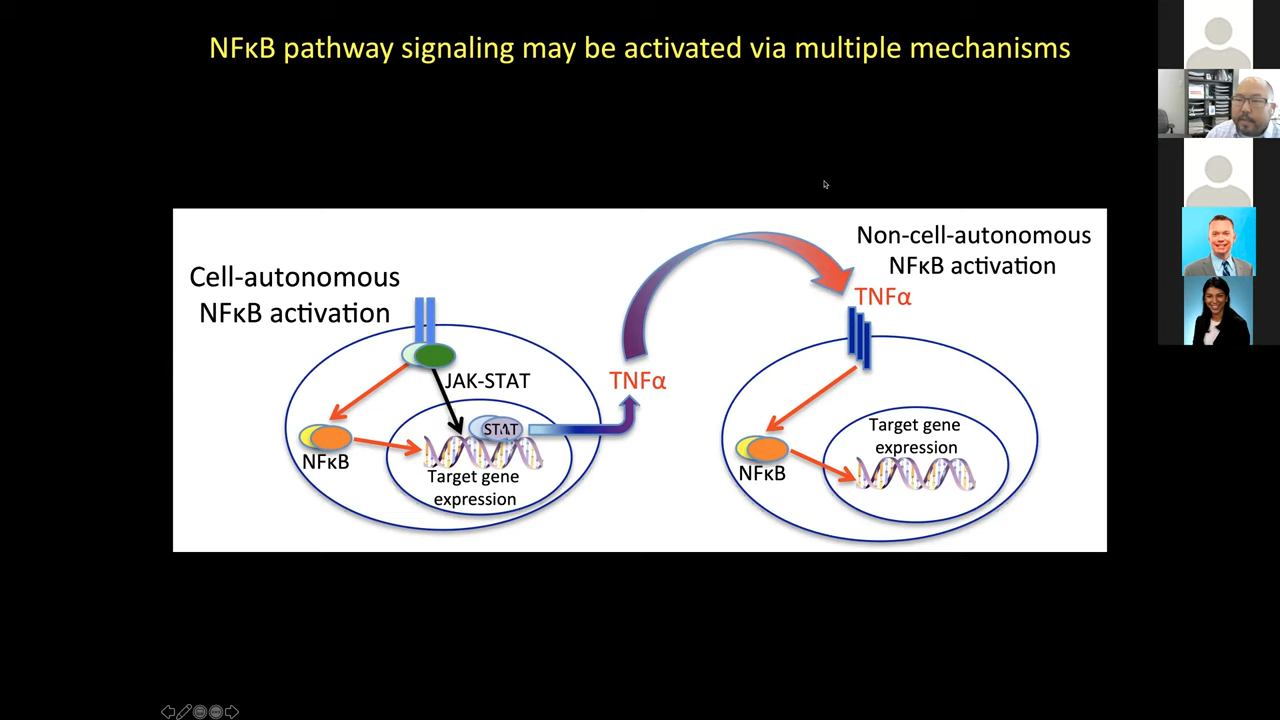 NFκB pathway signaling may be activated via multiple mechanisms
Cell-autonomous
NFκB activation
JAK-STAT
STAT
NFκB
Target gene
expression
TNFα
Non-cell-autonomous
NFκB activation
TNFα
Target gene
expression
NFκB